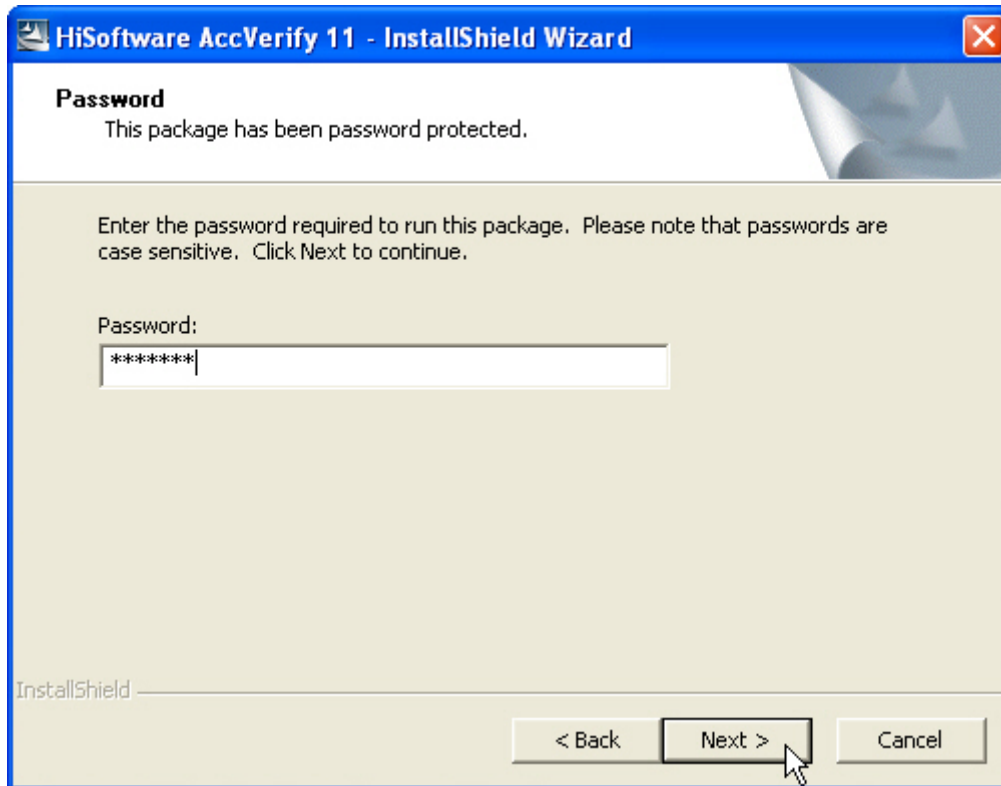 HiSoftware AccVerify 11 - InstallShield Wizard
Password
This package has been password protected.
Enter the password required to run this package.  Please note that passwords are
case sensitive.  Click Next to continue.
Password:
*******
InstallShield
< Back
Next >
Cancel